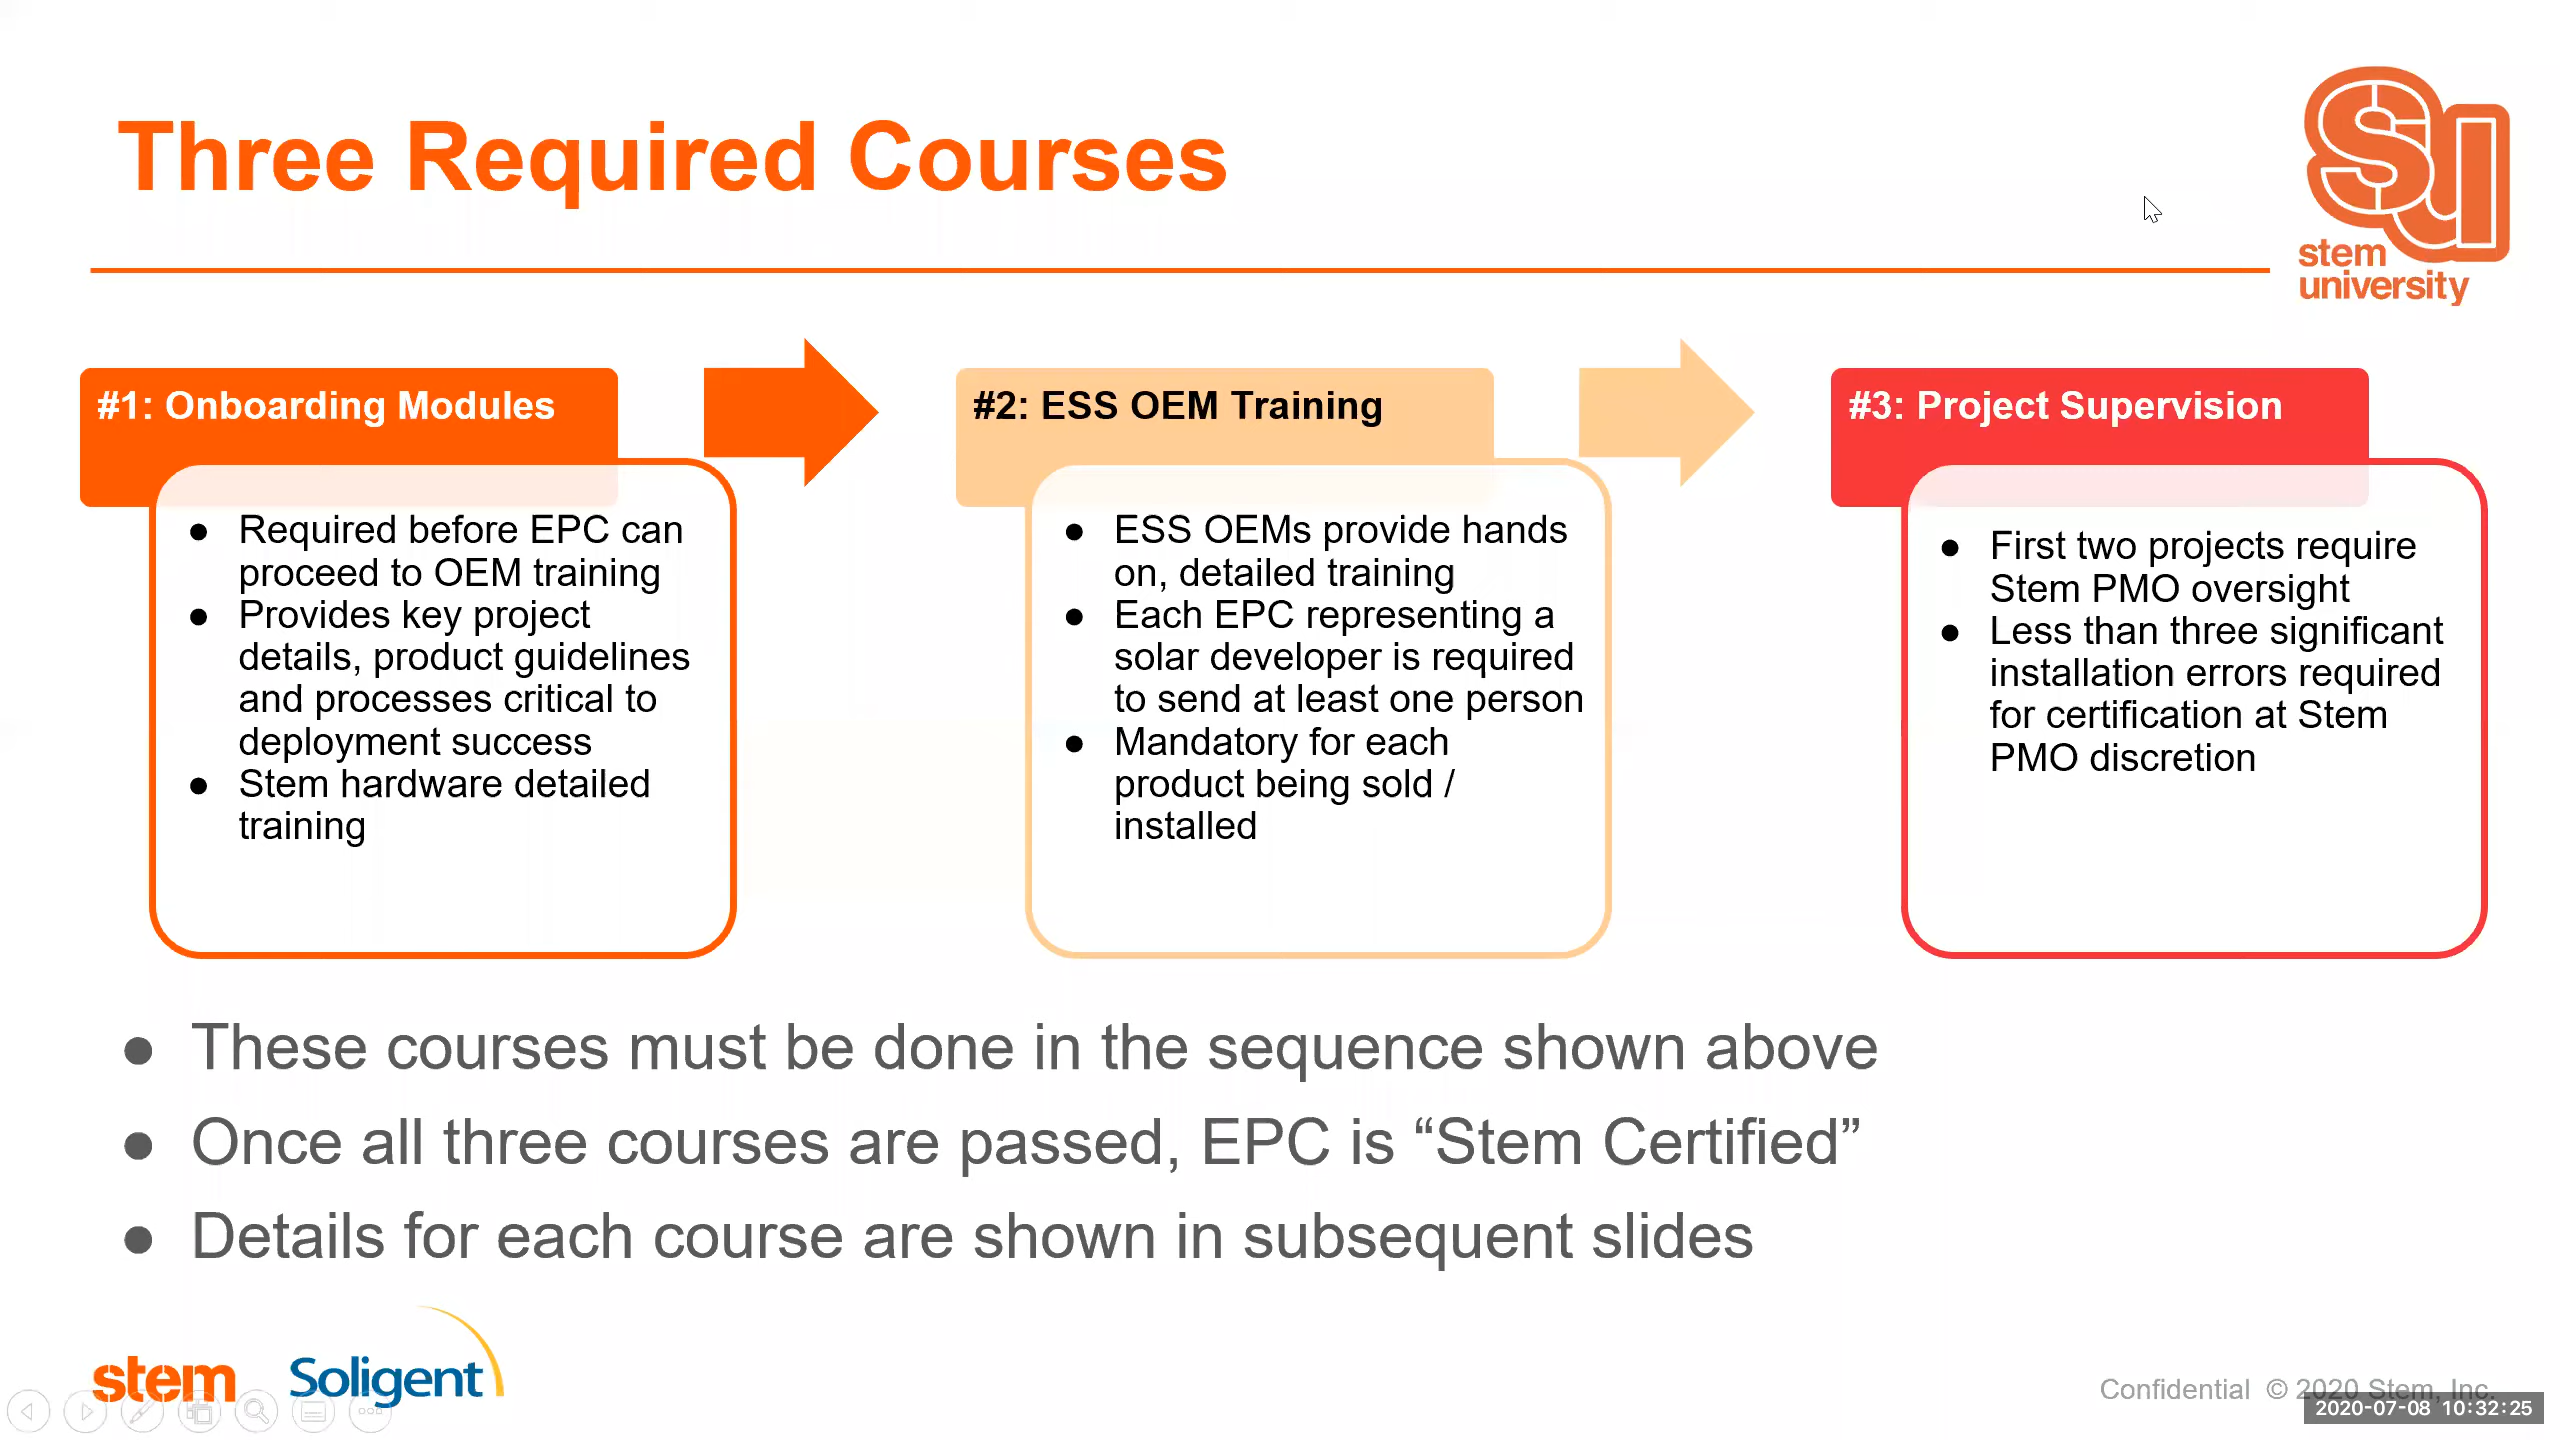 Three Required Courses
SU
stem
university
#1: Onboarding Modules
● Required before EPC can
proceed to OEM training
● Provides key project
details, product guidelines
and processes critical to
deployment success
● Stem hardware detailed
training
#2: ESS OEM Training
● ESS OEMs provide hands
on, detailed training
● Each EPC representing a
solar developer is required
to send at least one person
● Mandatory for each
product being sold /
installed
#3: Project Supervision
● First two projects require
Stem PMO oversight
● Less than three significant
installation errors required
for certification at Stem
PMO discretion
● These courses must be done in the sequence shown above
● Once all three courses are passed, EPC is “Stem Certified”
● Details for each course are shown in subsequent slides
stem Soligent
Confidential © 2020 Stem, Inc.
2020-07-08 10:32:25